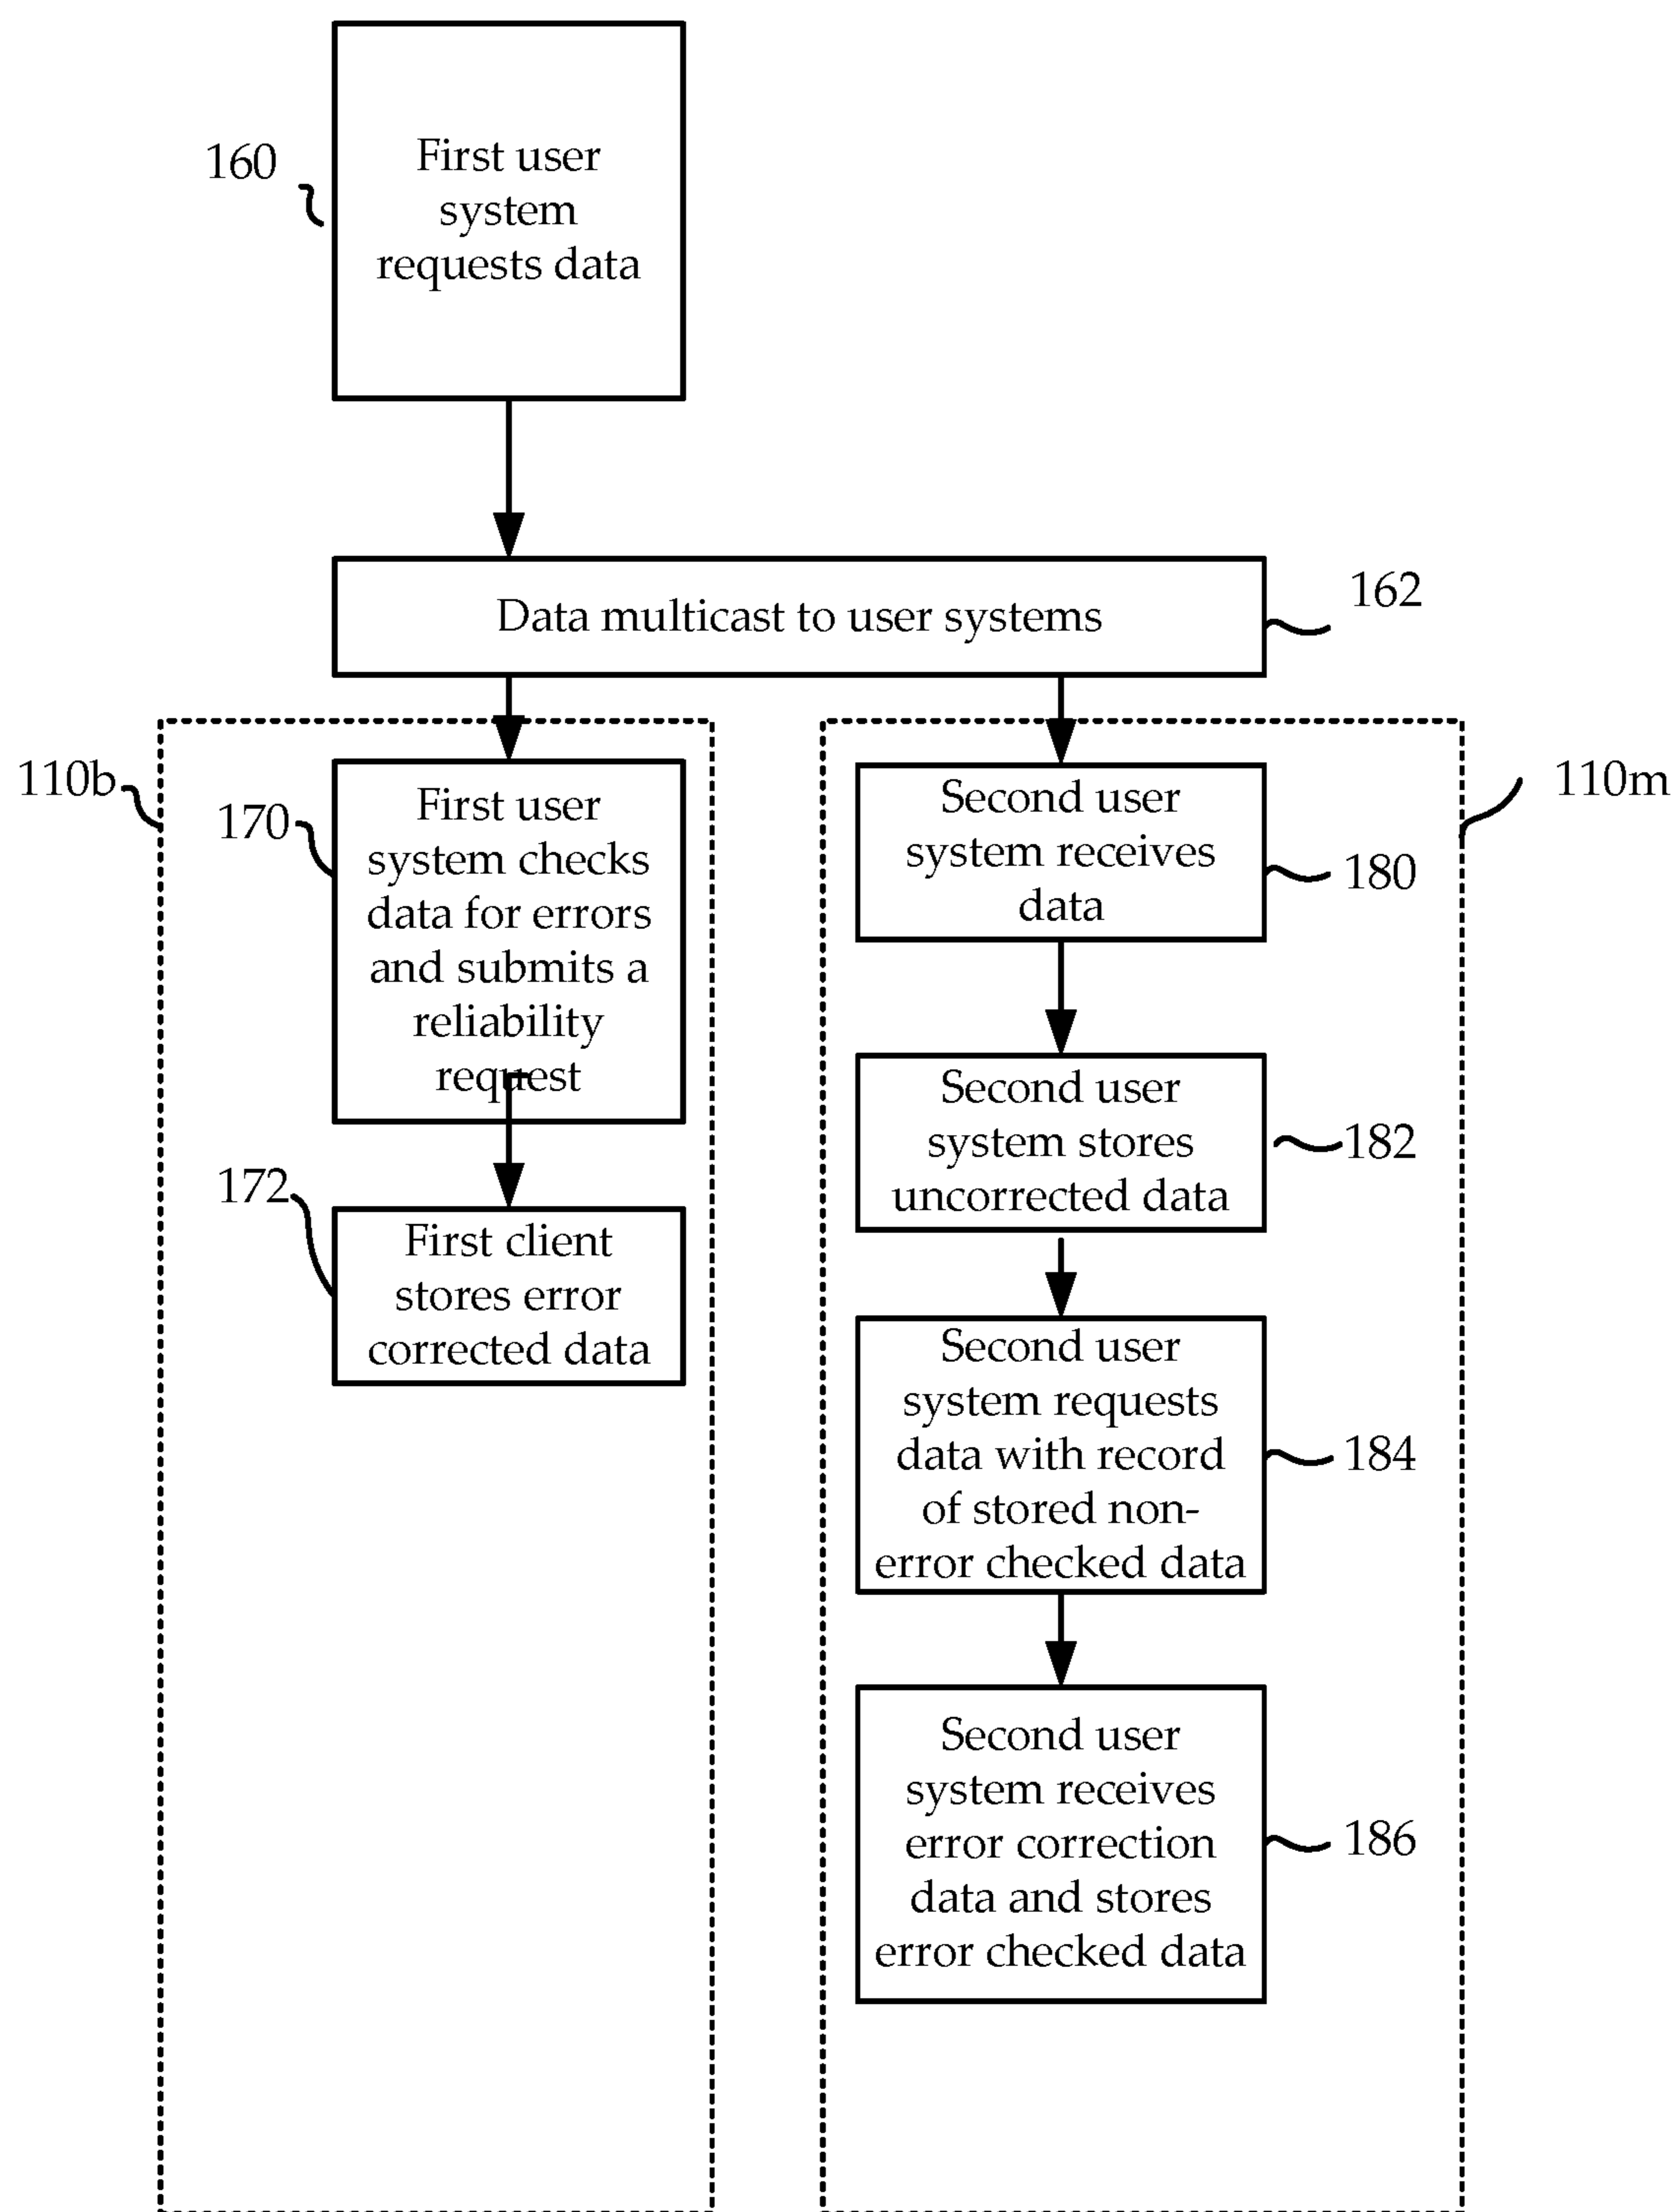 160
First user
system
requests data
Data multicast to user systems
162
110b
170
First user
system checks
data for errors
and submits a
reliability
request
172
First client
stores error
corrected data
110m
Second user
system receives
data
180
Second user
system stores
uncorrected data
182
Second user
system requests
data with record
of stored non-
error checked data
184
Second user
system receives
error correction
data and stores
error checked data
186